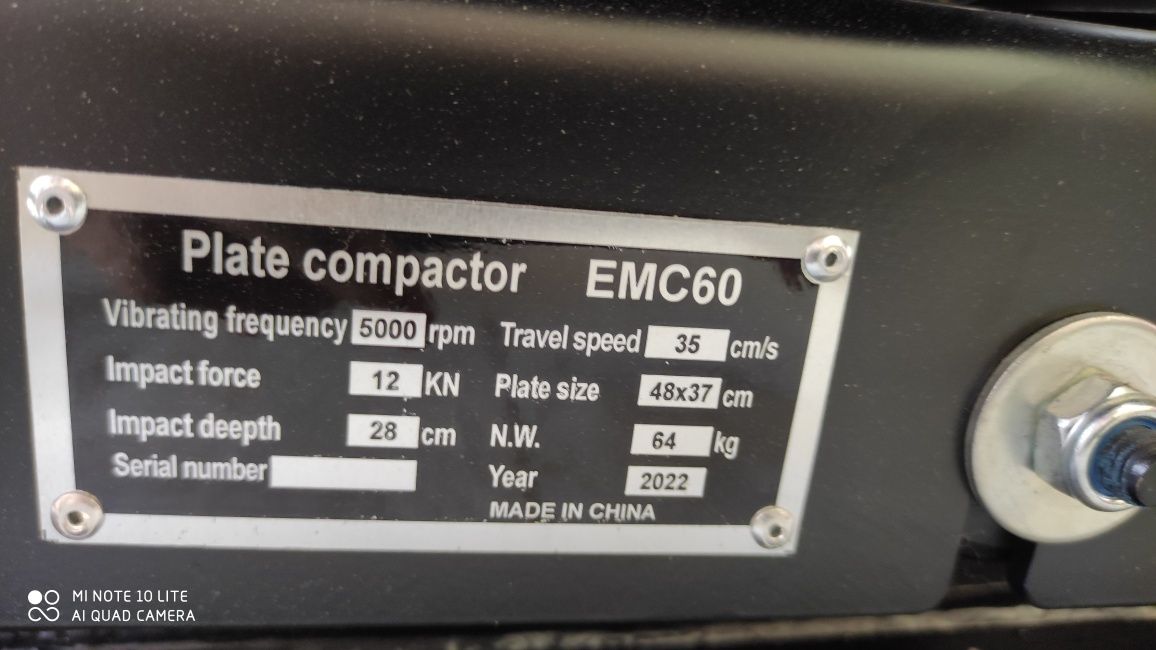 Plate compactor EMC60
Vibrating frequency 5000 rpm Travel speed 35 cm/s
Impact force 12 KN Plate size 48x37 cm
Impact deepth 28 cm N.W. 64 kg
Serial number Year 2022
MADE IN CHINA
MI NOTE 10 LITE
AI QUAD CAMERA